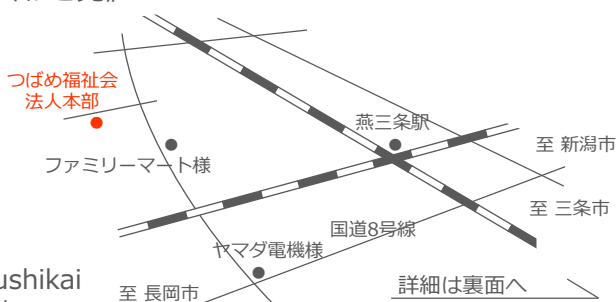 つばめ福祉会
法人本部
燕三条駅
至 新潟市
ファミリーマート様
至 三条市
国道8号線
ヤマダ電機様
ushikai
至 長岡市
詳細は裏面へ